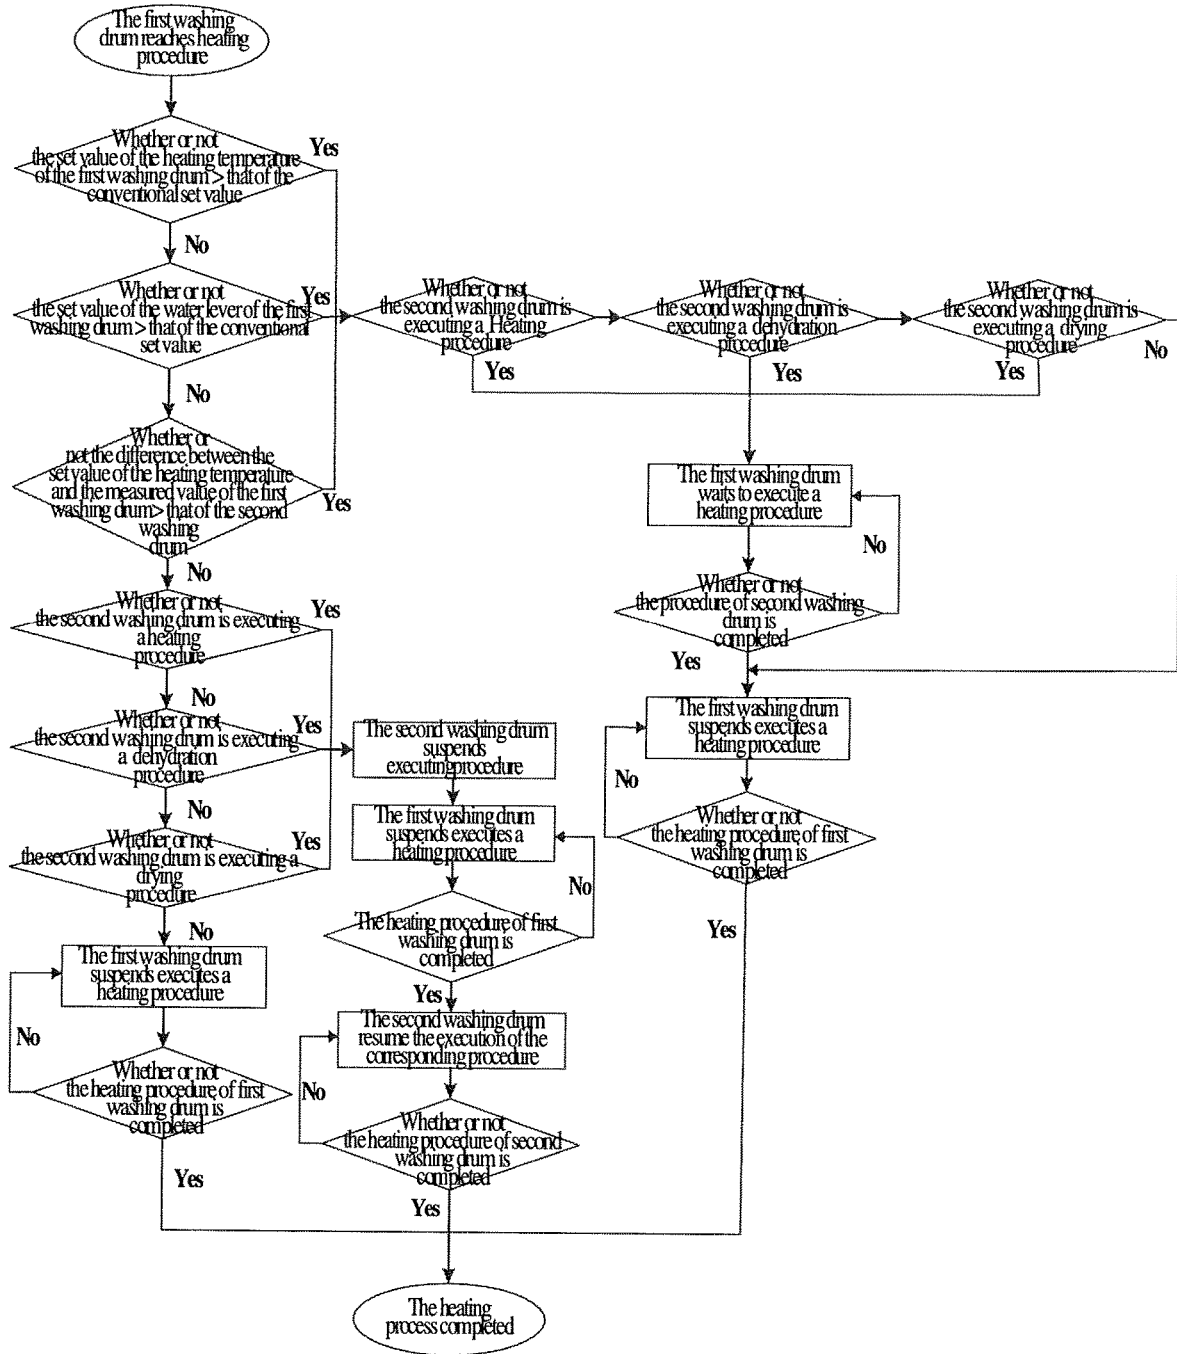 The first washing
drum reaches heating
procedure
Whether or not
the set value of the heating temperature
of the first washing drum > that of the
conventional set value
Yes
No
Whether or not
the set value of the water lever of the first
washing drum > that of the conventional
set value
Yes
No
Whether or
not the difference between the
set value of the heating temperature
and the measured value of the first
washing drum > that of the second
washing
drum
Yes
No
Whether or not
the second washing drum is
executing a Heating
procedure
Yes
Whether or not
the second washing drum is
executing a dehydration
procedure
Yes
Whether or not
the second washing drum is
executing a drying
procedure
Yes
No
The first washing drum
waits to execute a
heating procedure
No
Whether or not
the procedure of second washing
drum is
completed
Yes
The first washing drum
suspends executes a
heating procedure
No
Whether or not
the heating procedure of first
washing drum is
completed
Yes
Whether or not
the second washing drum is executing
a heating
procedure
Yes
No
Whether or not
the second washing drum is executing
a dehydration
procedure
Yes
No
Whether or not
the second washing drum is executing a
drying
procedure
Yes
No
The second washing drum
suspends
executing procedure
The first washing drum
suspends executes a
heating procedure
No
The heating procedure of first
washing drum is
completed
Yes
The second washing drum
resume the execution of the
corresponding procedure
No
Whether or not
the heating procedure of second
washing drum is
completed
Yes
The first washing drum
suspends executes a
heating procedure
No
Whether or not
the heating procedure of first
washing drum is
completed
Yes
The heating
process completed